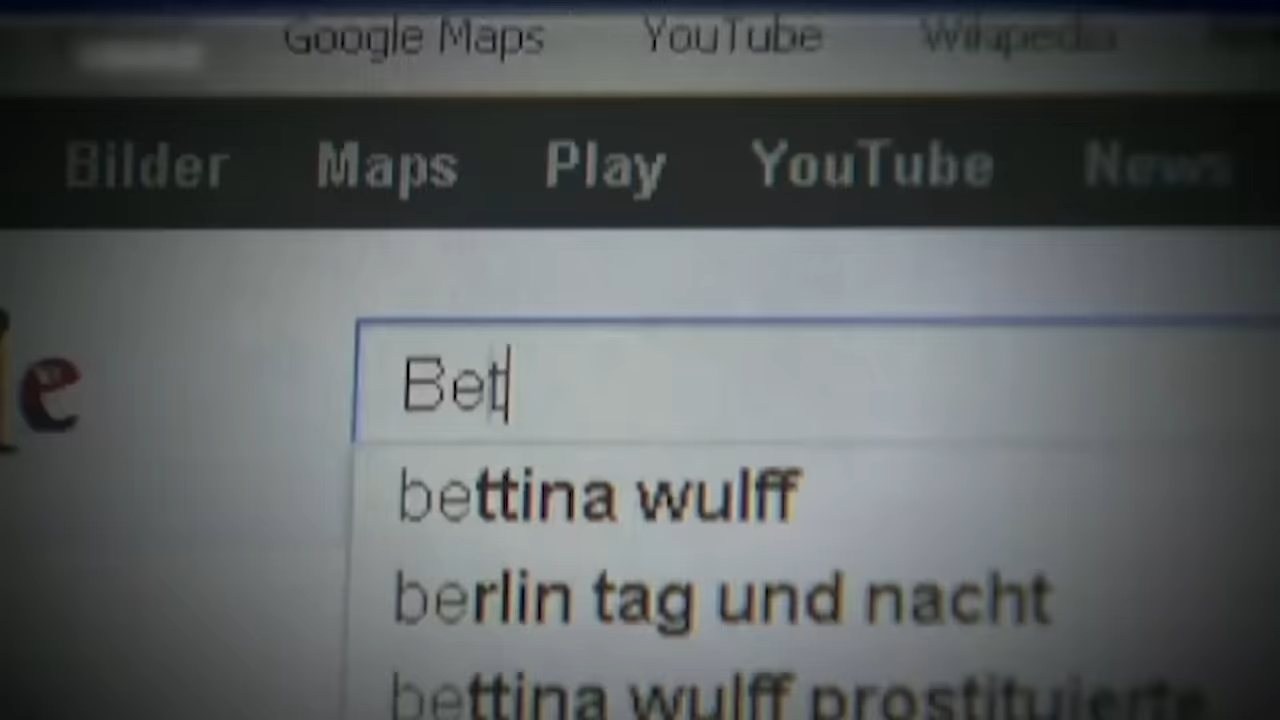 Google Maps YouTube Wikipedia
Bilder Maps Play YouTube News
le
Bet
bettina wulff
berlin tag und nacht
bettina wulff prostituierte